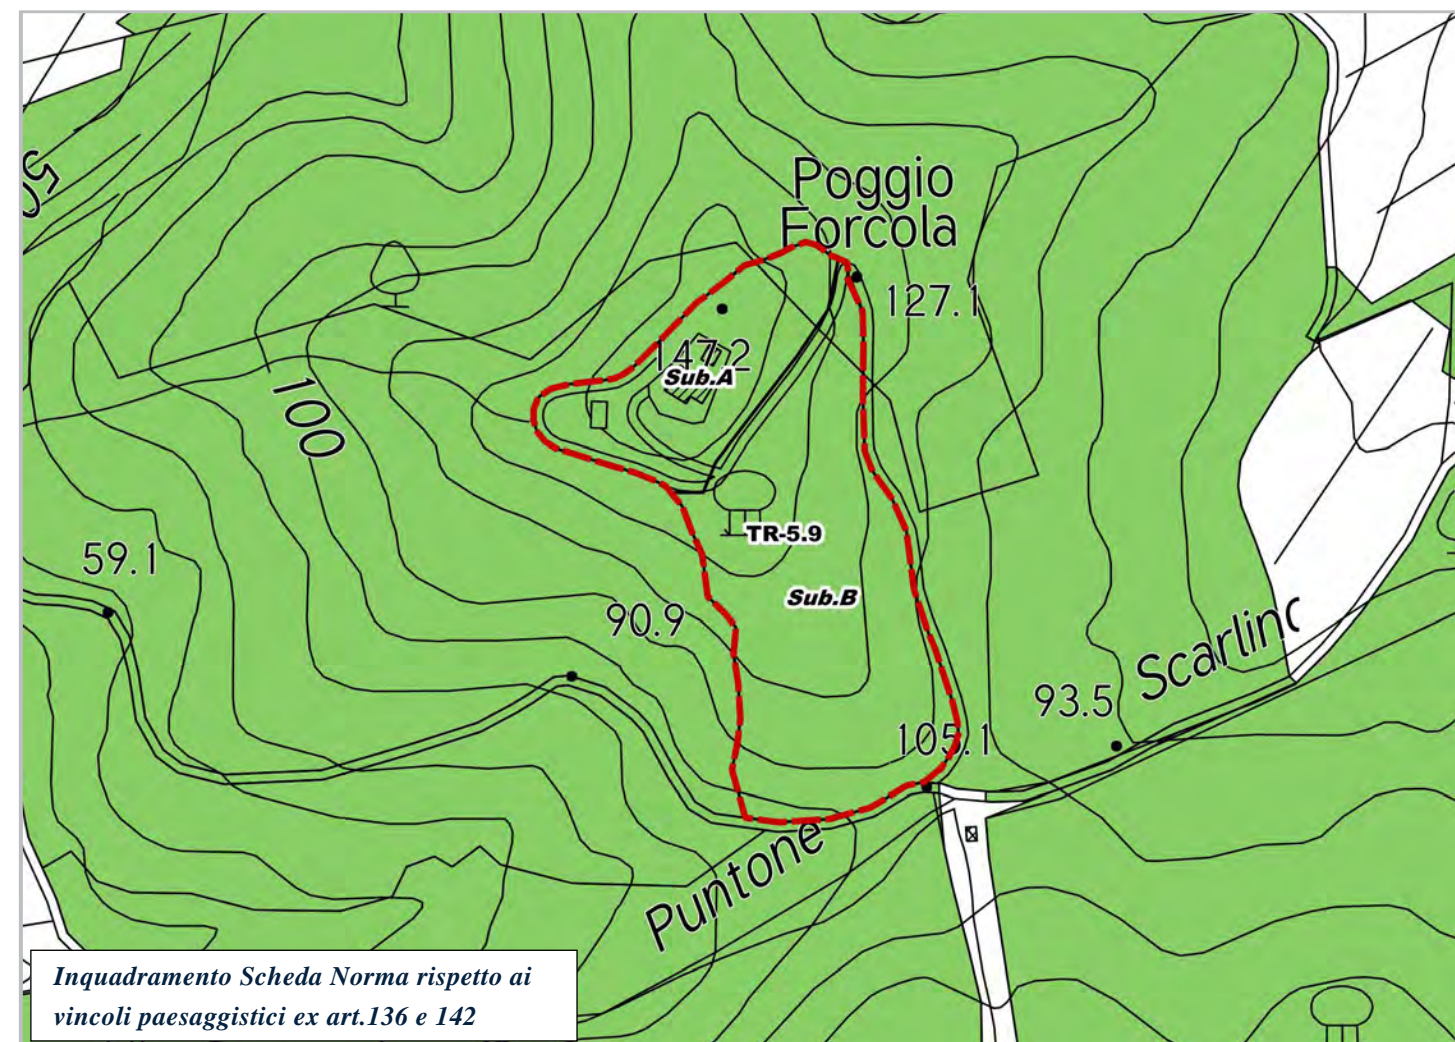 Poggio
Forcola
50
127.1
147.2
Sub.A
100
TR-5.9
59.1
Sub.B
90.9
Scarlino
93.5
105.1
Puntone
Inquadramento Scheda Norma rispetto ai
vincoli paesaggistici ex art.136 e 142